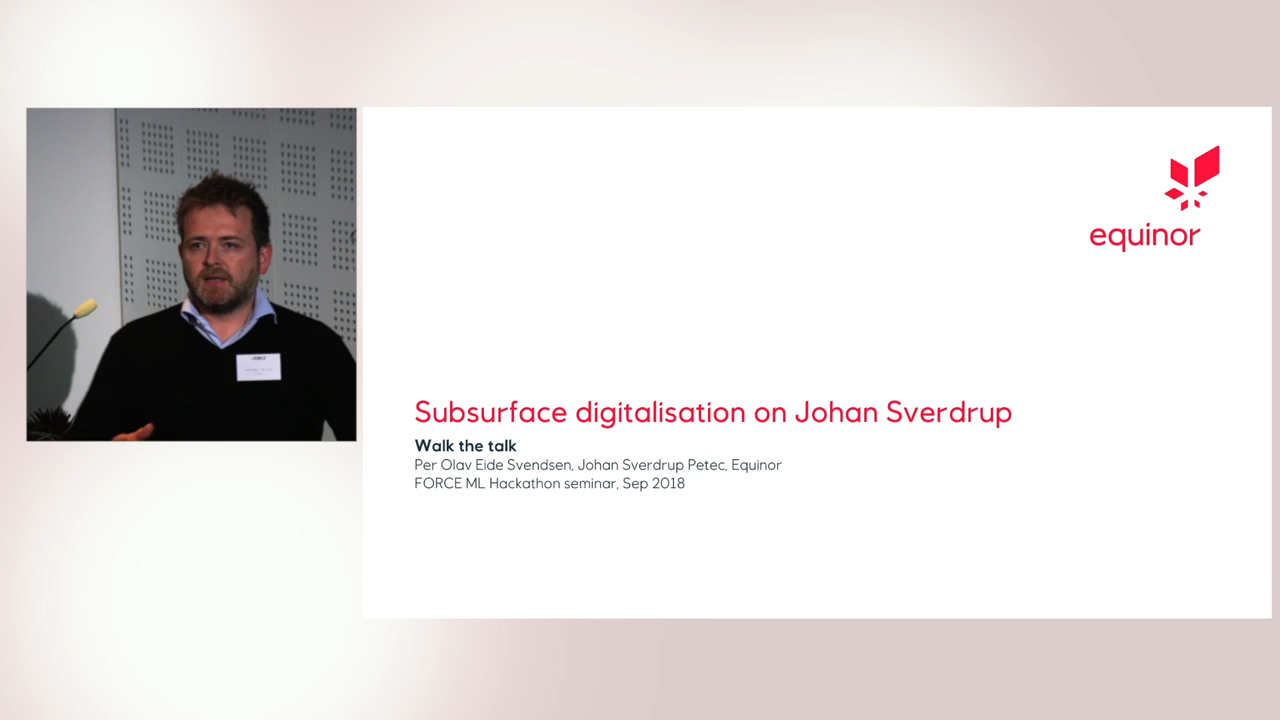 equinor
Subsurface digitalisation on Johan Sverdrup
Walk the talk
Per Olav Eide Svendsen, Johan Sverdrup Petec, Equinor
FORCE ML Hackathon seminar, Sep 2018